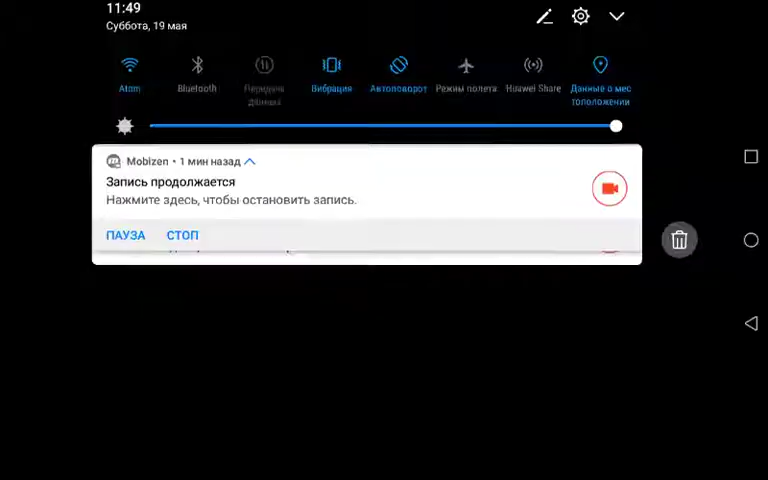 11:49
Суббота, 19 мая
Atom
Bluetooth
Передача данных
Вибрация
Автоповорот
Режим полета
Huawei Share
Данные о мес
тоположении
Mobizen • 1 мин назад
Запись продолжается
Нажмите здесь, чтобы остановить запись.
ПАУЗА СТОП